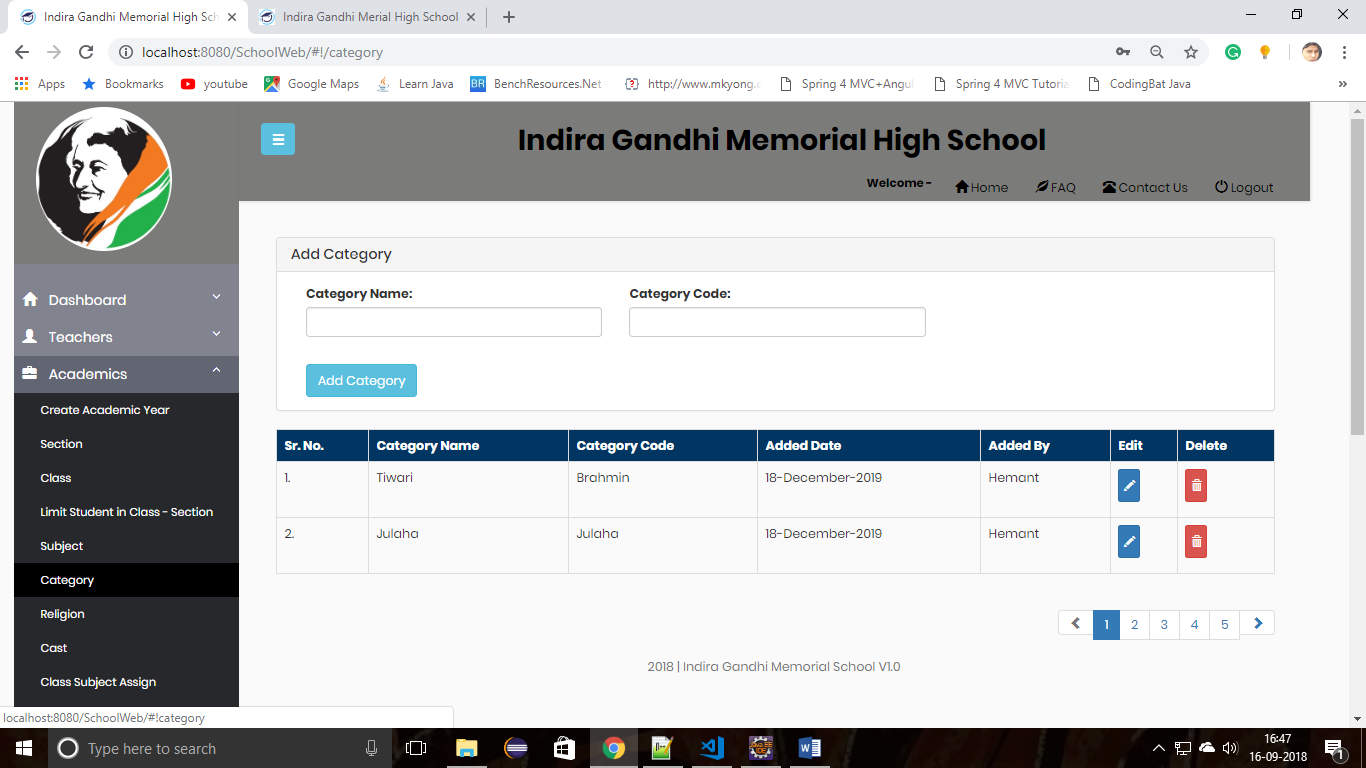 Indira Gandhi Memorial High Sch
Indira Gandhi Merial High School
localhost:8080/SchoolWeb/#!/category
Apps
Bookmarks
youtube
Google Maps
Learn Java
BR
BenchResources.Net
http://www.mkyong.c
Spring 4 MVC+Angul
Spring 4 MVC Tutoria
CodingBat Java
Indira Gandhi Memorial High School
Welcome -
Home
FAQ
Contact Us
Logout
Dashboard
Teachers
Academics
Create Academic Year
Section
Class
Limit Student in Class - Section
Subject
Category
Religion
Cast
Class Subject Assign
Add Category
Category Name:
Category Code:
Add Category
Sr. No. Category Name Category Code Added Date Added By Edit Delete
1. Tiwari Brahmin 18-December-2019 Hemant
2. Julaha Julaha 18-December-2019 Hemant
1 2 3 4 5
2018 | Indira Gandhi Memorial School V1.0
localhost:8080/SchoolWeb/#!category
Type here to search
16:47
16-09-2018
1